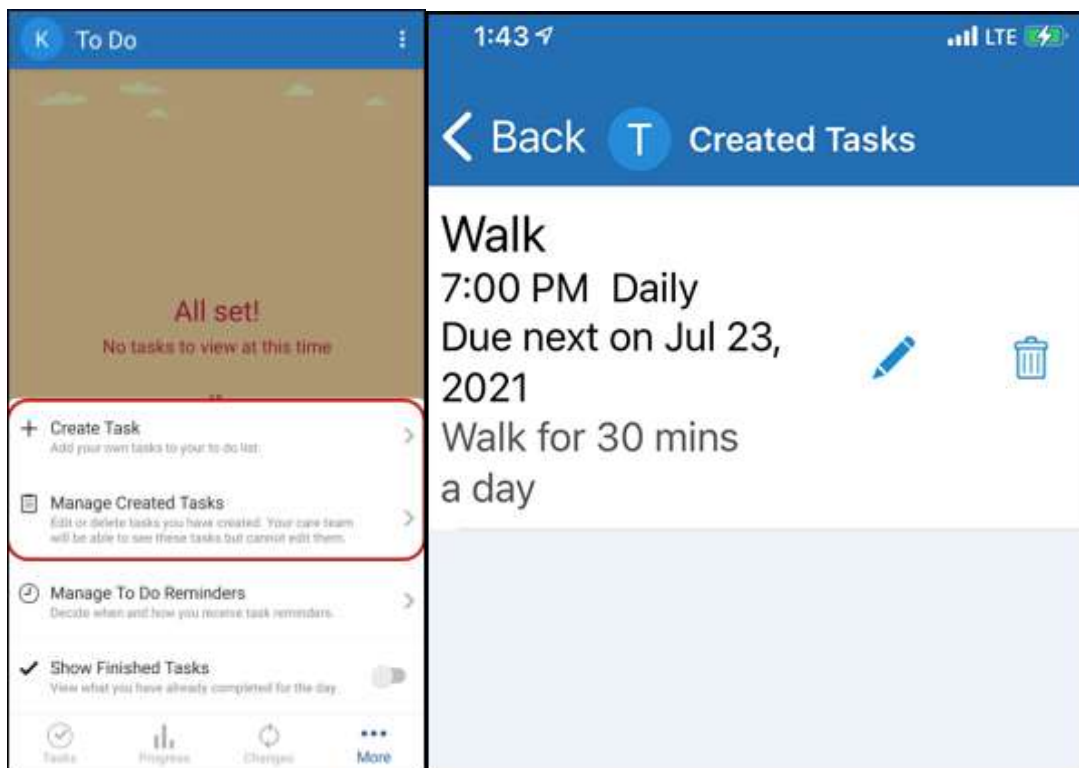 K To Do
All set!
No tasks to view at this time
Create Task
Add your own tasks to your to do list.
Manage Created Tasks
Edit or delete tasks you have created. Your care team
will be able to see these tasks but cannot edit them.
Manage To Do Reminders
Decide when and how you receive task reminders.
Show Finished Tasks
View what you have already completed for the day.
Tasks Progress Changes More
1:43 LTE
Back T Created Tasks
Walk
7:00 PM Daily
Due next on Jul 23,
2021
Walk for 30 mins
a day